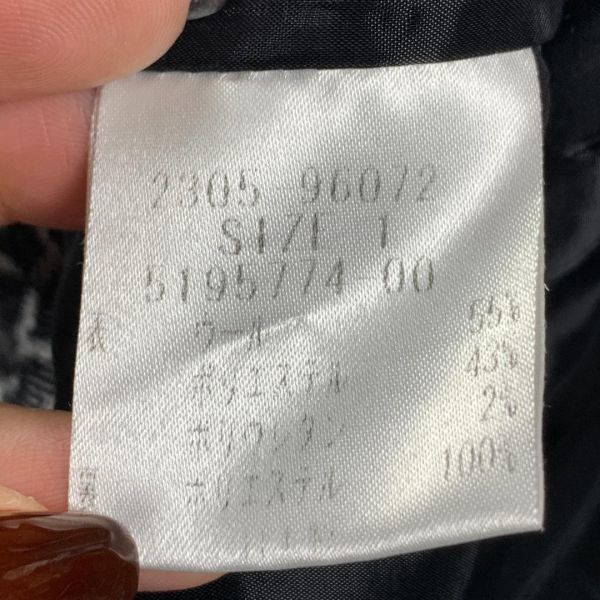 2305 96072
SIZE 1
5195774 00
表 ウール 55%
ポリエステル 43%
ポリウレタン 2%
裏 ポリエステル 100%